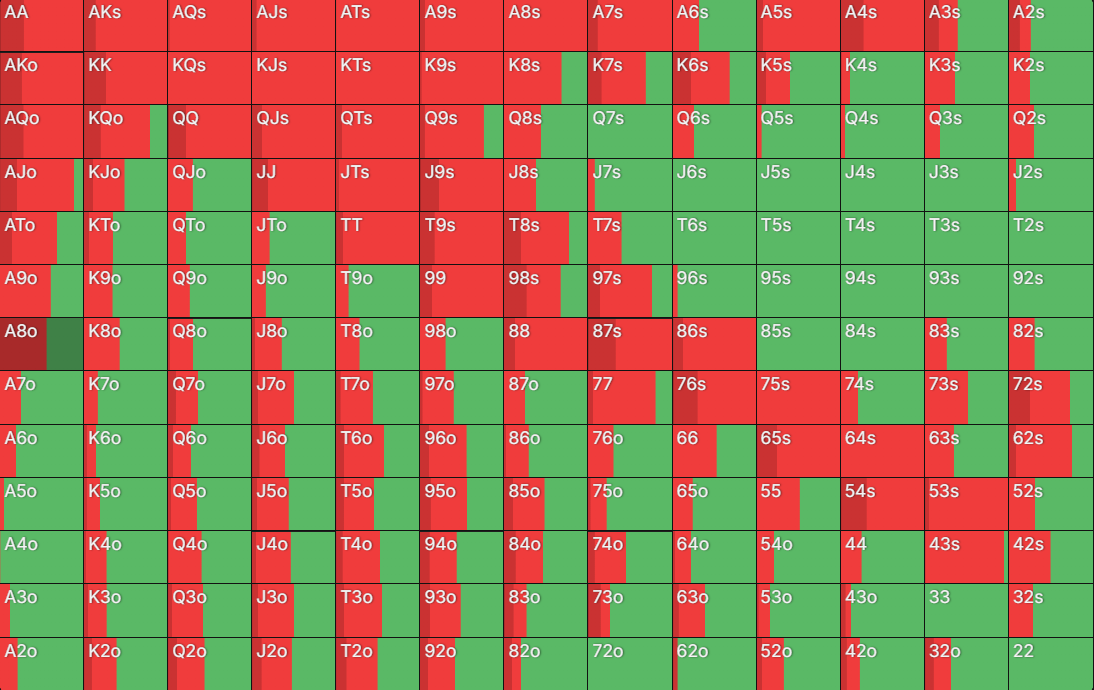 AA AKs AQs AJs ATs A9s A8s A7s A6s A5s A4s A3s A2s
AKo KK KQs KJs KTs K9s K8s K7s K6s K5s K4s K3s K2s
AQo KQo QQ QJs QTs Q9s Q8s Q7s Q6s Q5s Q4s Q3s Q2s
AJo KJo QJo JJ JTs J9s J8s J7s J6s J5s J4s J3s J2s
ATo KTo QTo JTo TT T9s T8s T7s T6s T5s T4s T3s T2s
A9o K9o Q9o J9o T9o 99 98s 97s 96s 95s 94s 93s 92s
A8o K8o Q8o J8o T8o 98o 88 87s 86s 85s 84s 83s 82s
A7o K7o Q7o J7o T7o 97o 87o 77 76s 75s 74s 73s 72s
A6o K6o Q6o J6o T6o 96o 86o 76o 66 65s 64s 63s 62s
A5o K5o Q5o J5o T5o 95o 85o 75o 65o 55 54s 53s 52s
A4o K4o Q4o J4o T4o 94o 84o 74o 64o 54o 44 43s 42s
A3o K3o Q3o J3o T3o 93o 83o 73o 63o 53o 43o 33 32s
A2o K2o Q2o J2o T2o 92o 82o 72o 62o 52o 42o 32o 22